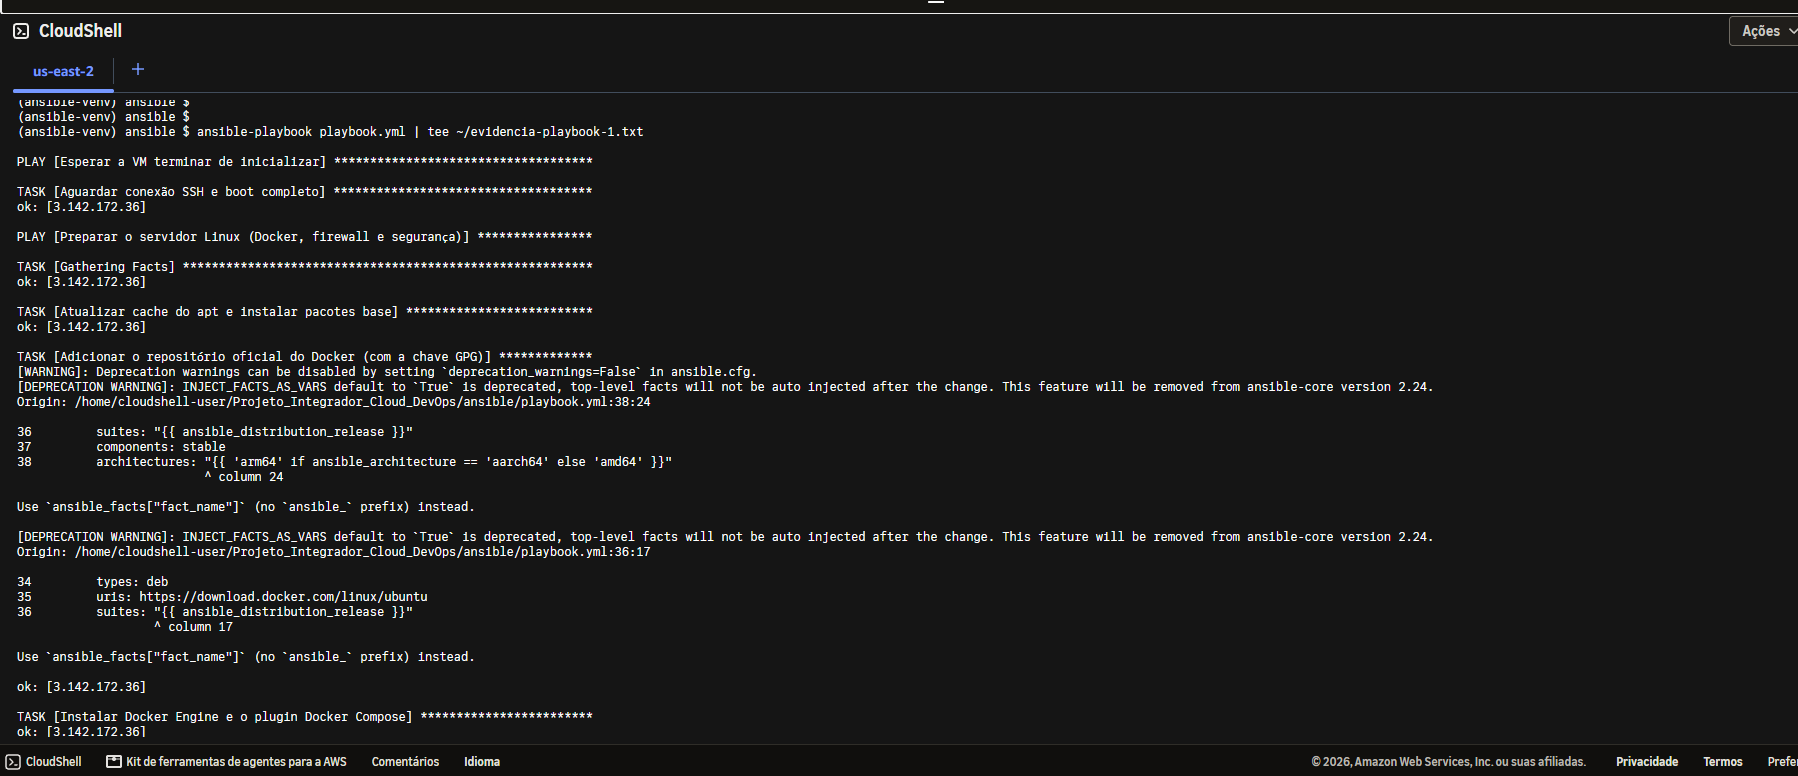 CloudShell
Ações
us-east-2
+
(ansible-venv) ansible $
(ansible-venv) ansible $
(ansible-venv) ansible $ ansible-playbook playbook.yml | tee ~/evidencia-playbook-1.txt
PLAY [Esperar a VM terminar de inicializar] ************************************
TASK [Aguardar conexão SSH e boot completo] ************************************
ok: [3.142.172.36]
PLAY [Preparar o servidor Linux (Docker, firewall e segurança)] ****************
TASK [Gathering Facts] *********************************************************
ok: [3.142.172.36]
TASK [Atualizar cache do apt e instalar pacotes base] **************************
ok: [3.142.172.36]
TASK [Adicionar o repositório oficial do Docker (com a chave GPG)] *************
[WARNING]: Deprecation warnings can be disabled by setting `deprecation_warnings=False` in ansible.cfg.
[DEPRECATION WARNING]: INJECT_FACTS_AS_VARS default to `True` is deprecated, top-level facts will not be auto injected after the change. This feature will be removed from ansible-core version 2.24.
Origin: /home/cloudshell-user/Projeto_Integrador_Cloud_DevOps/ansible/playbook.yml:38:24
36         suites: "{{ ansible_distribution_release }}"
37         components: stable
38         architectures: "{{ 'arm64' if ansible_architecture == 'aarch64' else 'amd64' }}"
^ column 24
Use `ansible_facts["fact_name"]` (no `ansible_` prefix) instead.
[DEPRECATION WARNING]: INJECT_FACTS_AS_VARS default to `True` is deprecated, top-level facts will not be auto injected after the change. This feature will be removed from ansible-core version 2.24.
Origin: /home/cloudshell-user/Projeto_Integrador_Cloud_DevOps/ansible/playbook.yml:36:17
34         types: deb
35         uris: https://download.docker.com/linux/ubuntu
36         suites: "{{ ansible_distribution_release }}"
^ column 17
Use `ansible_facts["fact_name"]` (no `ansible_` prefix) instead.
ok: [3.142.172.36]
TASK [Instalar Docker Engine e o plugin Docker Compose] ************************
ok: [3.142.172.36]
CloudShell Kit de ferramentas de agentes para a AWS Comentários Idioma © 2026, Amazon Web Services, Inc. ou suas afiliadas. Privacidade Termos Prefer